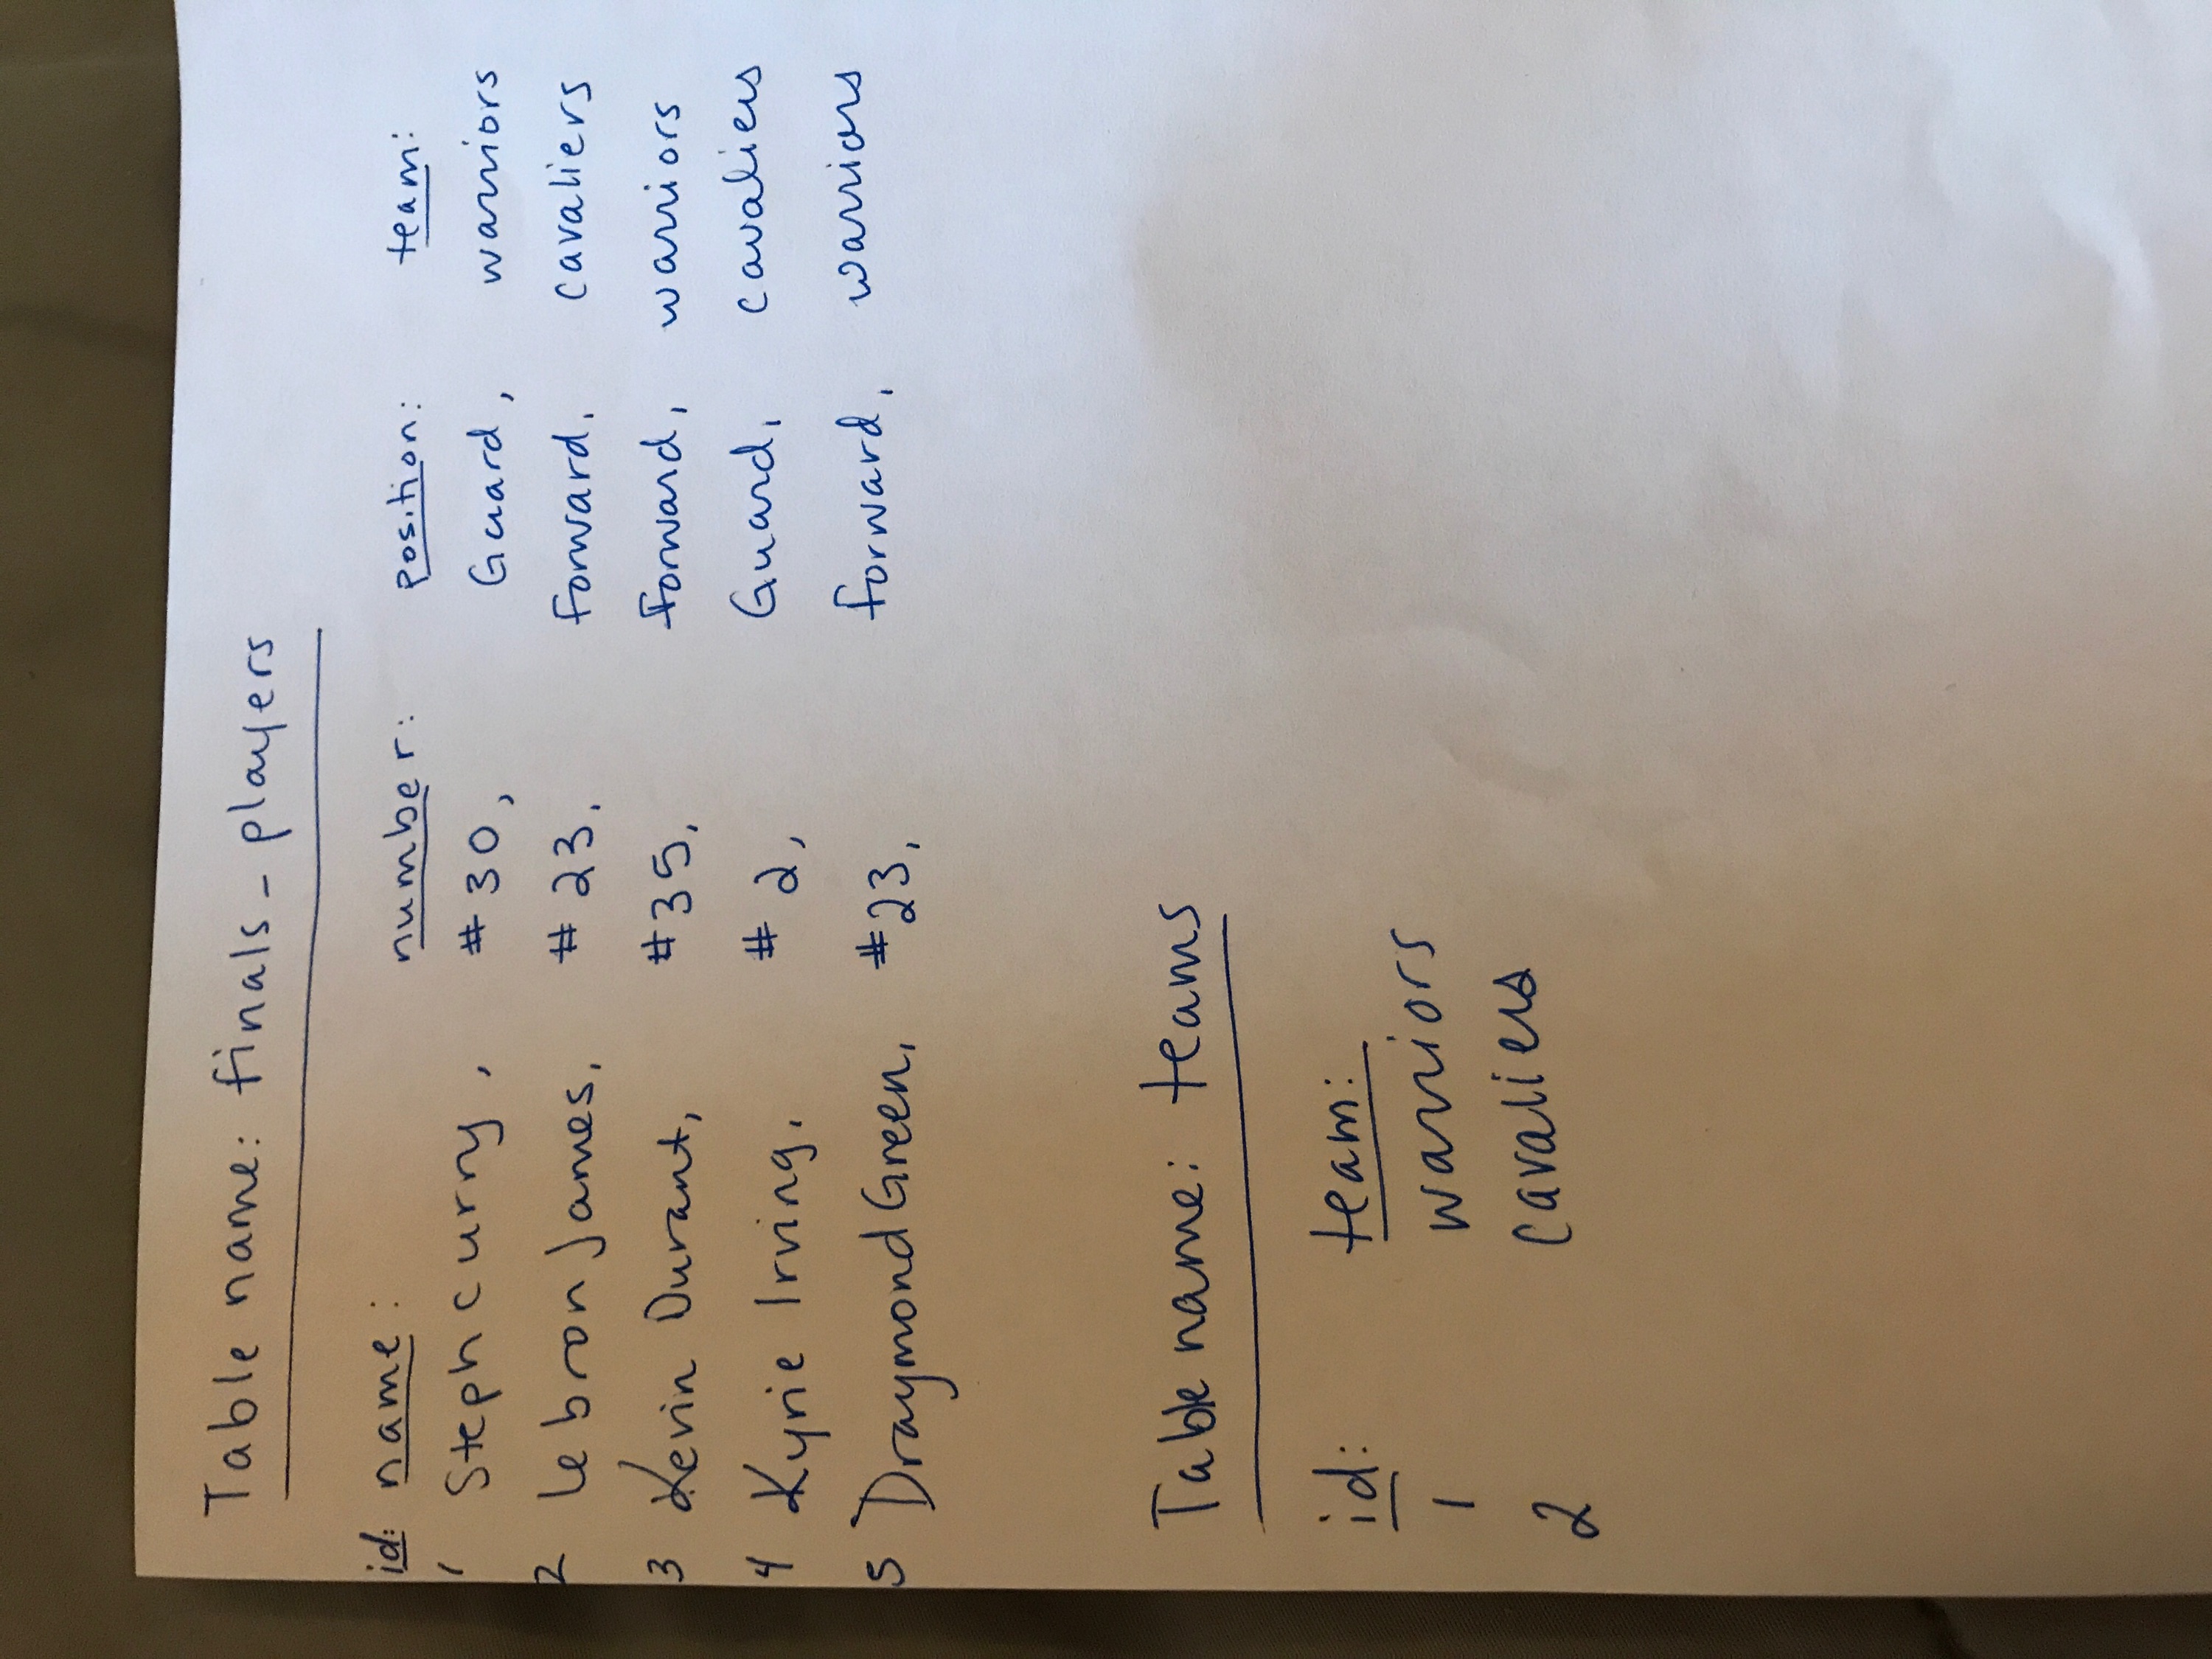 Table name: finals_players
id: name: number: position: team:
1 Steph Curry, #30, Guard, warriors
2 Lebron James, #23, forward, cavaliers
3 Kevin Durant, #35, forward, warriors
4 Kyrie Irving, #2, Guard, cavaliers
5 Draymond Green, #23, forward, warriors
Table name: teams
id: team:
1 warriors
2 cavaliers